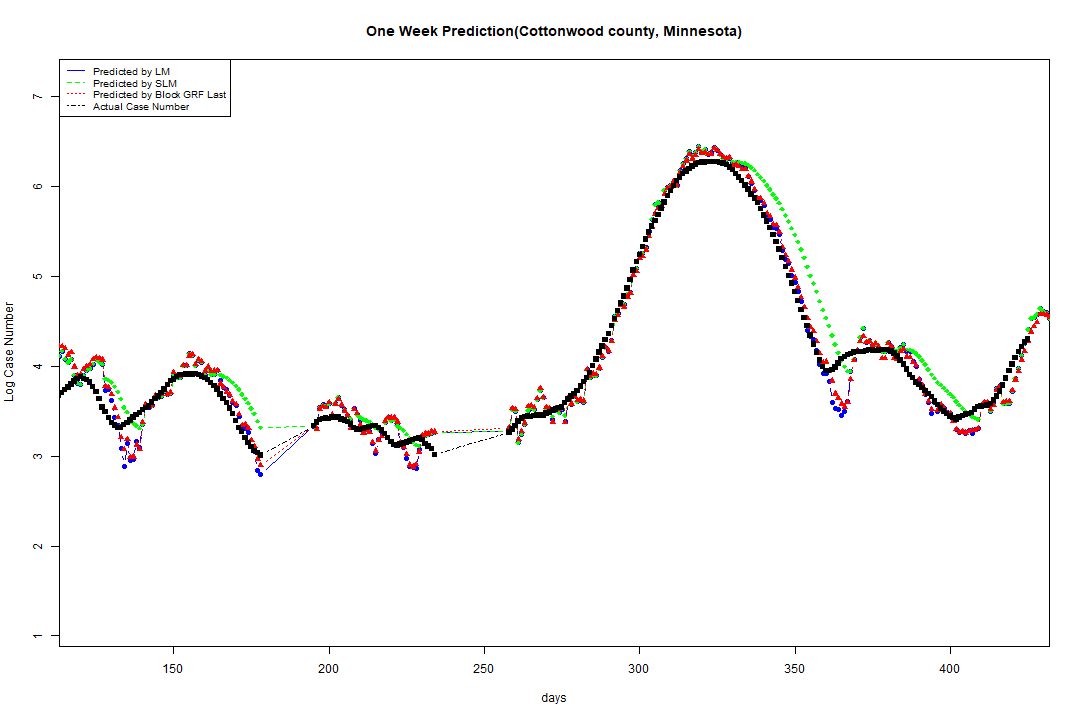 One Week Prediction(Cottonwood county, Minnesota)
Predicted by LM
Predicted by SLM
Predicted by Block GRF Last
Actual Case Number
7
6
5
4
3
2
1
Log Case Number
150 200 250 300 350 400
days